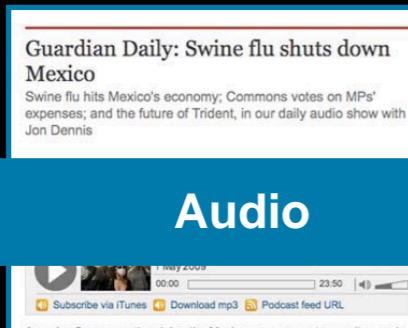 Guardian Daily: Swine flu shuts down
Mexico
Swine flu hits Mexico's economy; Commons votes on MPs'
expenses; and the future of Trident, in our daily audio show with
Jon Dennis
Audio
1 May 2009
00:00 23:50
Subscribe via iTunes Download mp3 Podcast feed URL